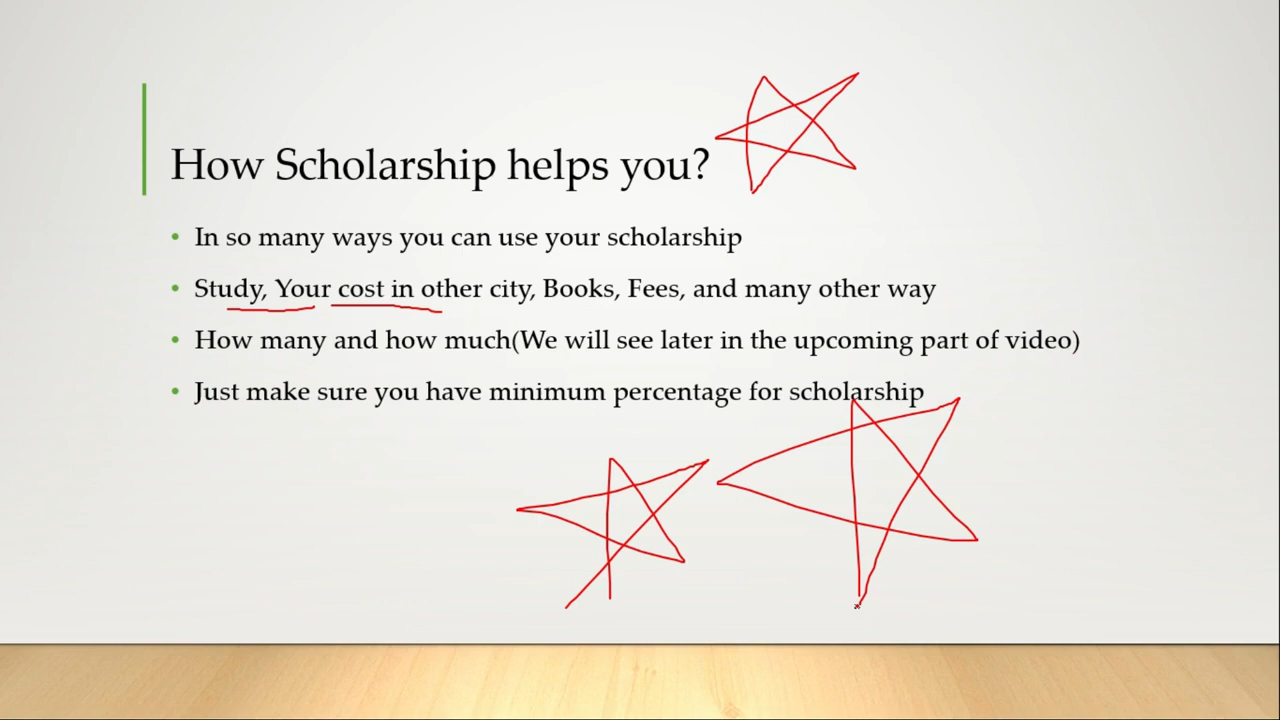 How Scholarship helps you?
• In so many ways you can use your scholarship
• Study, Your cost in other city, Books, Fees, and many other way
• How many and how much(We will see later in the upcoming part of video)
• Just make sure you have minimum percentage for scholarship